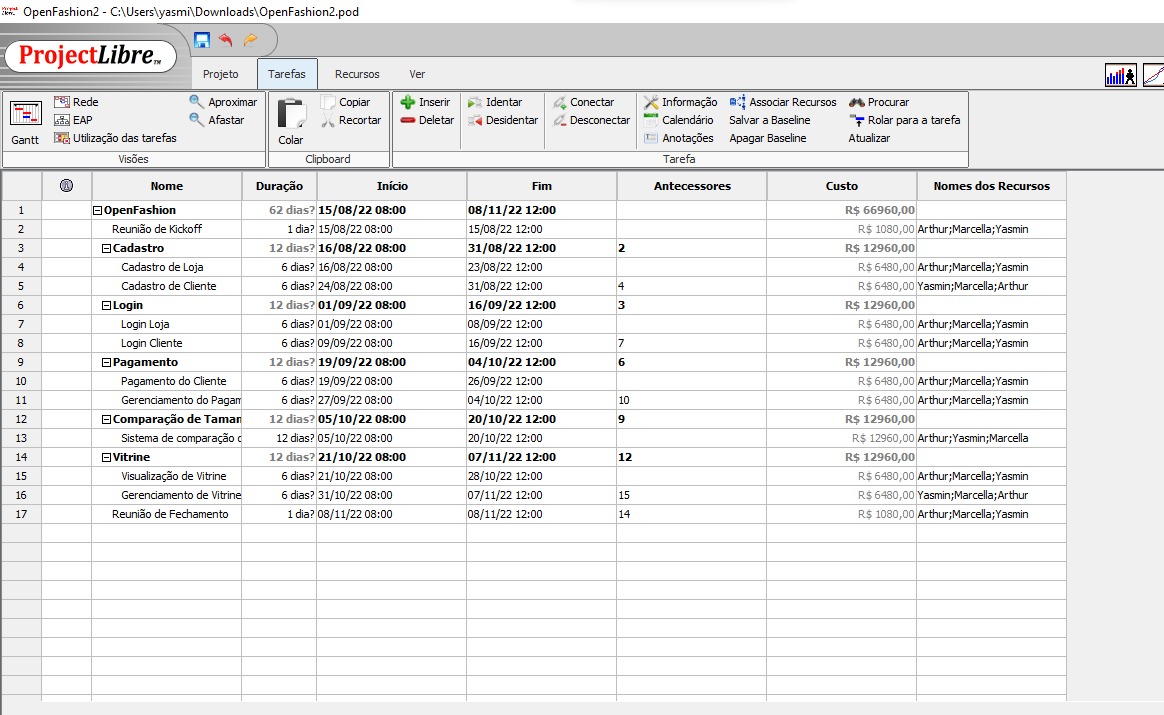 OpenFashion2 - C:\Users\yasmi\Downloads\OpenFashion2.pod
ProjectLibre™
Projeto Tarefas Recursos Ver
Gantt
Rede
EAP
Utilização das tarefas
Aproximar
Afastar
Visões
Colar
Copiar
Recortar
Clipboard
Inserir
Deletar
Identar
Desidentar
Conectar
Desconectar
Informação
Calendário
Anotações
Associar Recursos
Salvar a Baseline
Apagar Baseline
Procurar
Rolar para a tarefa
Atualizar
Tarefa
Nome Duração Início Fim Antecessores Custo Nomes dos Recursos
1 OpenFashion 62 dias? 15/08/22 08:00 08/11/22 12:00 R$ 66960,00
2 Reunião de Kickoff 1 dia? 15/08/22 08:00 15/08/22 12:00 R$ 1080,00 Arthur;Marcella;Yasmin
3 Cadastro 12 dias? 16/08/22 08:00 31/08/22 12:00 2 R$ 12960,00
4 Cadastro de Loja 6 dias? 16/08/22 08:00 23/08/22 12:00 R$ 6480,00 Arthur;Marcella;Yasmin
5 Cadastro de Cliente 6 dias? 24/08/22 08:00 31/08/22 12:00 4 R$ 6480,00 Yasmin;Marcella;Arthur
6 Login 12 dias? 01/09/22 08:00 16/09/22 12:00 3 R$ 12960,00
7 Login Loja 6 dias? 01/09/22 08:00 08/09/22 12:00 R$ 6480,00 Arthur;Marcella;Yasmin
8 Login Cliente 6 dias? 09/09/22 08:00 16/09/22 12:00 7 R$ 6480,00 Arthur;Marcella;Yasmin
9 Pagamento 12 dias? 19/09/22 08:00 04/10/22 12:00 6 R$ 12960,00
10 Pagamento do Cliente 6 dias? 19/09/22 08:00 26/09/22 12:00 R$ 6480,00 Arthur;Marcella;Yasmin
11 Gerenciamento do Pagam 6 dias? 27/09/22 08:00 04/10/22 12:00 10 R$ 6480,00 Arthur;Marcella;Yasmin
12 Comparação de Taman 12 dias? 05/10/22 08:00 20/10/22 12:00 9 R$ 12960,00
13 Sistema de comparação d 12 dias? 05/10/22 08:00 20/10/22 12:00 R$ 12960,00 Arthur;Yasmin;Marcella
14 Vitrine 12 dias? 21/10/22 08:00 07/11/22 12:00 12 R$ 12960,00
15 Visualização de Vitrine 6 dias? 21/10/22 08:00 28/10/22 12:00 R$ 6480,00 Arthur;Marcella;Yasmin
16 Gerenciamento de Vitrine 6 dias? 31/10/22 08:00 07/11/22 12:00 15 R$ 6480,00 Yasmin;Marcella;Arthur
17 Reunião de Fechamento 1 dia? 08/11/22 08:00 08/11/22 12:00 14 R$ 1080,00 Arthur;Marcella;Yasmin